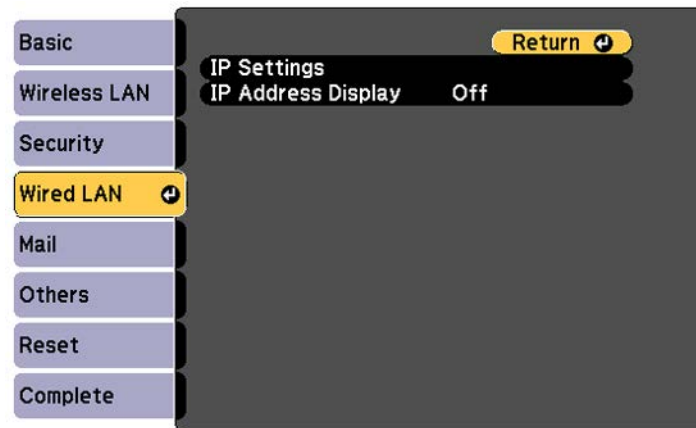 Basic
Wireless LAN
Security
Wired LAN
Mail
Others
Reset
Complete
Return
IP Settings
IP Address Display Off